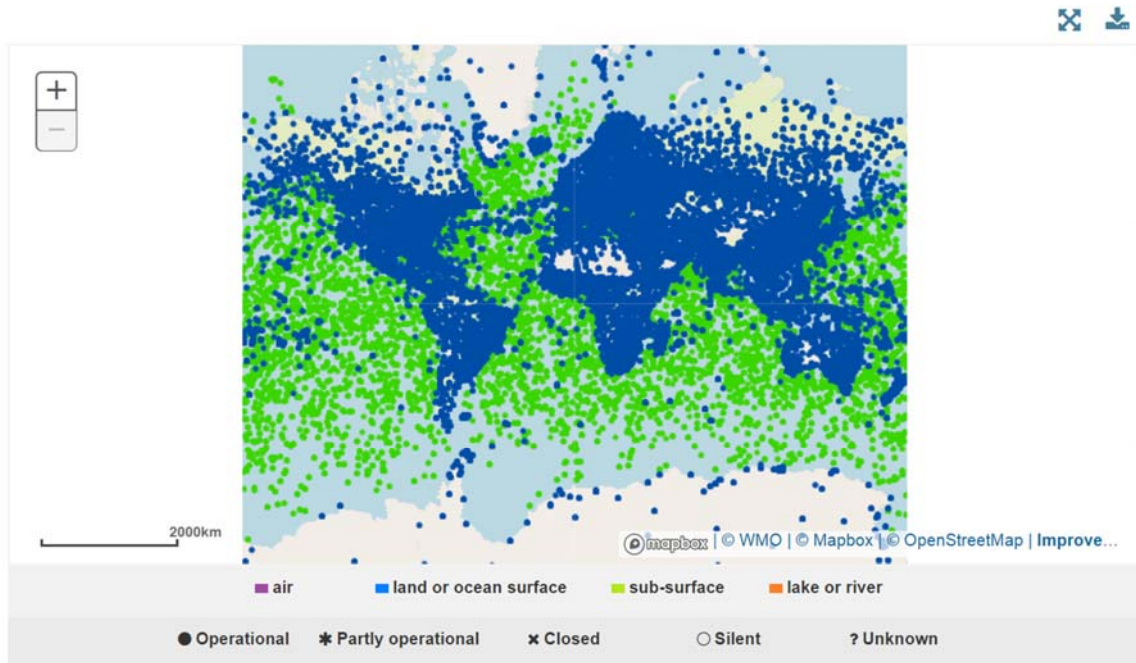 +
−
2000km
mapbox | © WMO | © Mapbox | © OpenStreetMap | Improve...
air land or ocean surface sub-surface lake or river
Operational Partly operational Closed Silent ? Unknown